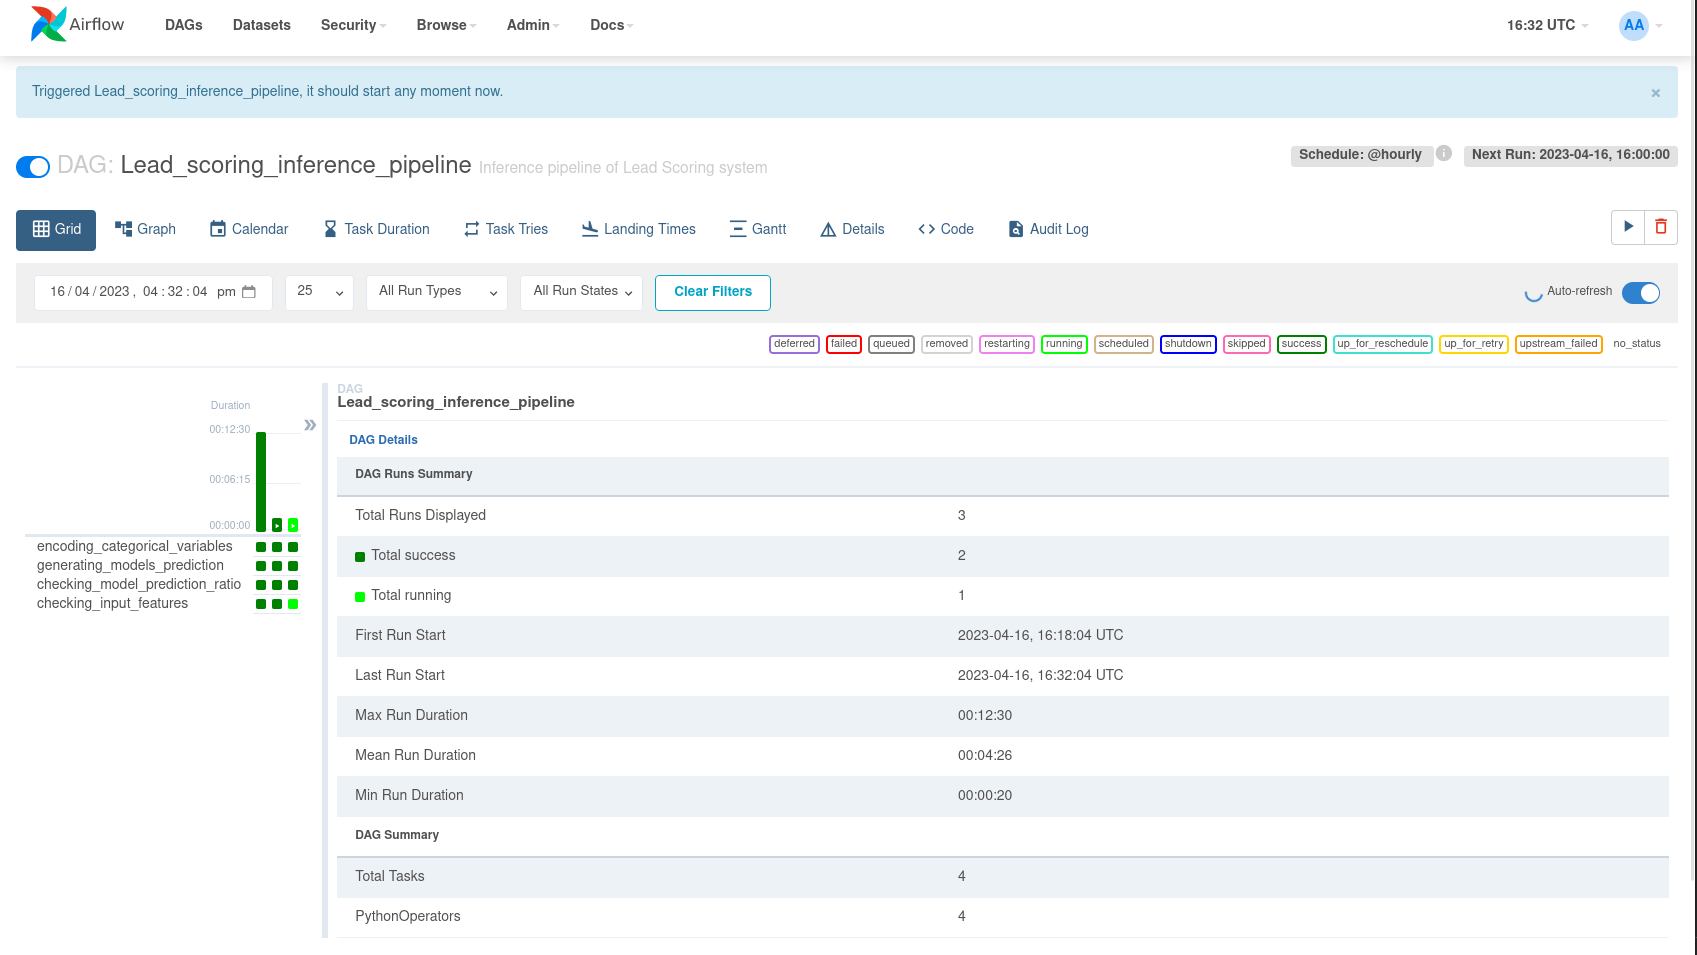 Airflow DAGs Datasets Security Browse Admin Docs 16:32 UTC AA
Triggered Lead_scoring_inference_pipeline, it should start any moment now. ×
DAG: Lead_scoring_inference_pipeline Inference pipeline of Lead Scoring system Schedule: @hourly i Next Run: 2023-04-16, 16:00:00
Grid Graph Calendar Task Duration Task Tries Landing Times Gantt Details Code Audit Log
16/04/2023, 04:32:04 pm 25 All Run Types All Run States Clear Filters Auto-refresh
deferred failed queued removed restarting running scheduled shutdown skipped success up_for_reschedule up_for_retry upstream_failed no_status
Duration
00:12:30
00:06:15
00:00:00
encoding_categorical_variables
generating_models_prediction
checking_model_prediction_ratio
checking_input_features
DAG
Lead_scoring_inference_pipeline
DAG Details
DAG Runs Summary
Total Runs Displayed 3
Total success 2
Total running 1
First Run Start 2023-04-16, 16:18:04 UTC
Last Run Start 2023-04-16, 16:32:04 UTC
Max Run Duration 00:12:30
Mean Run Duration 00:04:26
Min Run Duration 00:00:20
DAG Summary
Total Tasks 4
PythonOperators 4